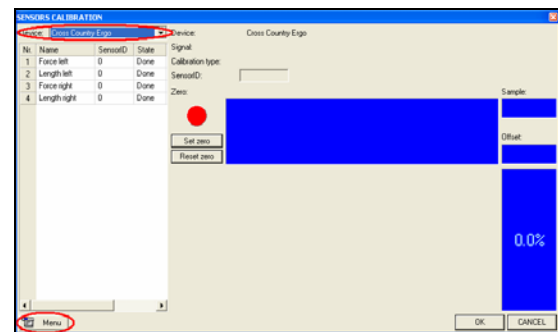 SENSORS CALIBRATION
Device: Cross County Ergo Device: Cross County Ergo
Nr. Name SensorID State Signal:
1 Force left 0 Done Calibration type:
2 Length left 0 Done SensorID:
3 Force right 0 Done
4 Length right 0 Done Zero: Sample:
Set zero Offset:
Reset zero
0.0%
Menu OK CANCEL